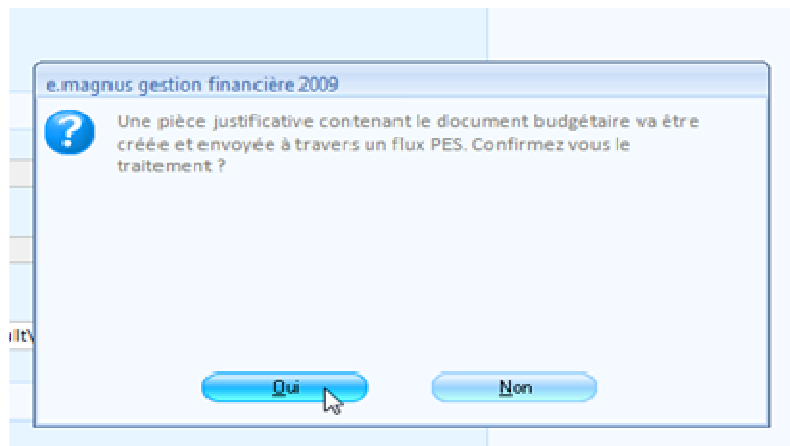 e.magnus gestion financière 2009
Une pièce justificative contenant le document budgétaire va être
créée et envoyée à travers un flux PES. Confirmez vous le
traitement ?
Oui
Non